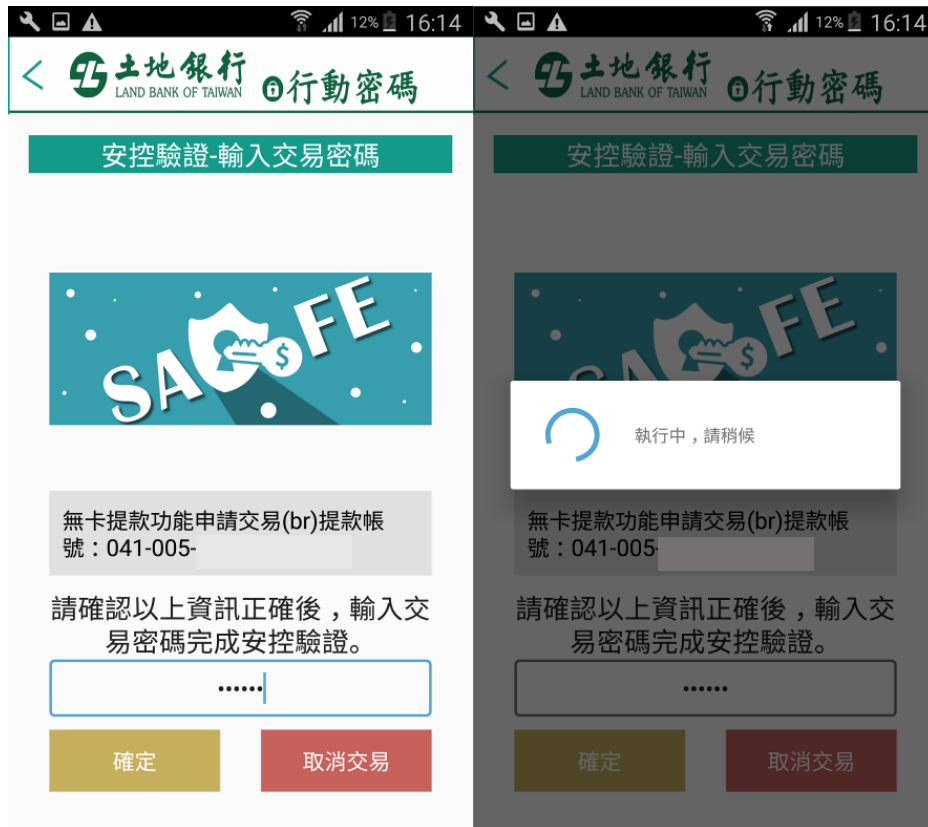 12% 16:14
土地銀行
LAND BANK OF TAIWAN
行動密碼
安控驗證-輸入交易密碼
SAFE
$
無卡提款功能申請交易(br)提款帳
號：041-005-
請確認以上資訊正確後，輸入交
易密碼完成安控驗證。
••••••
確定 取消交易
12% 16:14
土地銀行
LAND BANK OF TAIWAN
行動密碼
安控驗證-輸入交易密碼
SAFE
$
執行中，請稍候
無卡提款功能申請交易(br)提款帳
號：041-005-
請確認以上資訊正確後，輸入交
易密碼完成安控驗證。
••••••
確定 取消交易